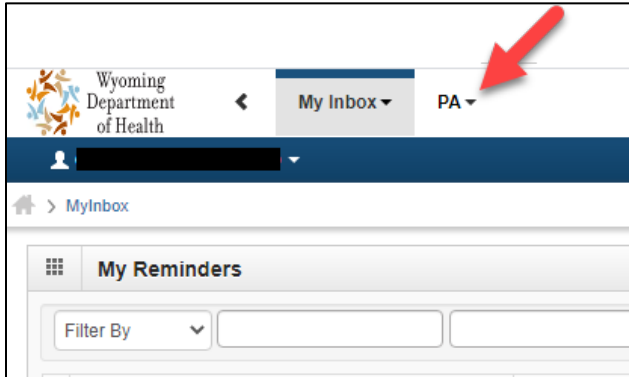 Wyoming
Department
of Health
My Inbox
PA
MyInbox
My Reminders
Filter By